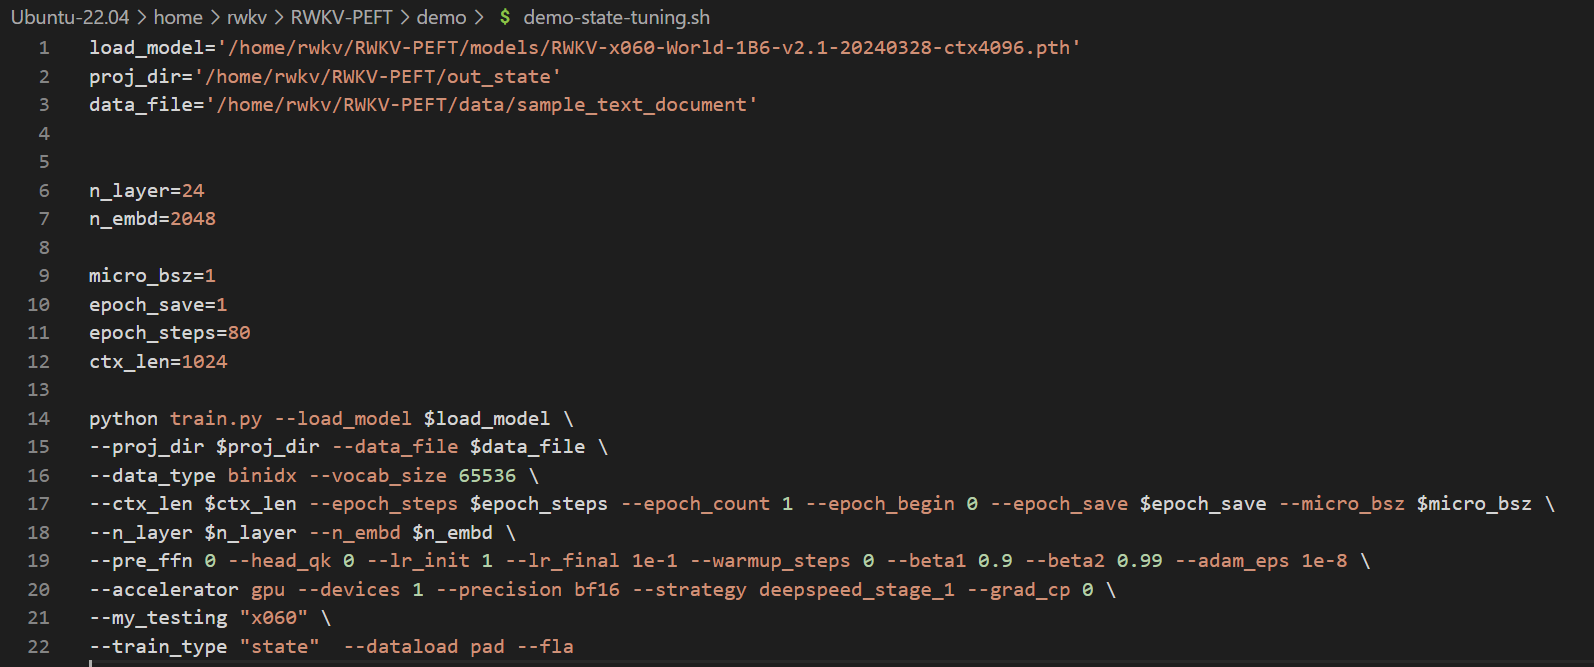 Ubuntu-22.04 > home > rwkv > RWKV-PEFT > demo > $ demo-state-tuning.sh
1 load_model='/home/rwkv/RWKV-PEFT/models/RWKV-x060-World-1B6-v2.1-20240328-ctx4096.pth'
2 proj_dir='/home/rwkv/RWKV-PEFT/out_state'
3 data_file='/home/rwkv/RWKV-PEFT/data/sample_text_document'
4
5
6 n_layer=24
7 n_embd=2048
8
9 micro_bsz=1
10 epoch_save=1
11 epoch_steps=80
12 ctx_len=1024
13
14 python train.py --load_model $load_model \
15 --proj_dir $proj_dir --data_file $data_file \
16 --data_type binidx --vocab_size 65536 \
17 --ctx_len $ctx_len --epoch_steps $epoch_steps --epoch_count 1 --epoch_begin 0 --epoch_save $epoch_save --micro_bsz $micro_bsz \
18 --n_layer $n_layer --n_embd $n_embd \
19 --pre_ffn 0 --head_qk 0 --lr_init 1 --lr_final 1e-1 --warmup_steps 0 --beta1 0.9 --beta2 0.99 --adam_eps 1e-8 \
20 --accelerator gpu --devices 1 --precision bf16 --strategy deepspeed_stage_1 --grad_cp 0 \
21 --my_testing "x060" \
22 --train_type "state"  --dataload pad --fla